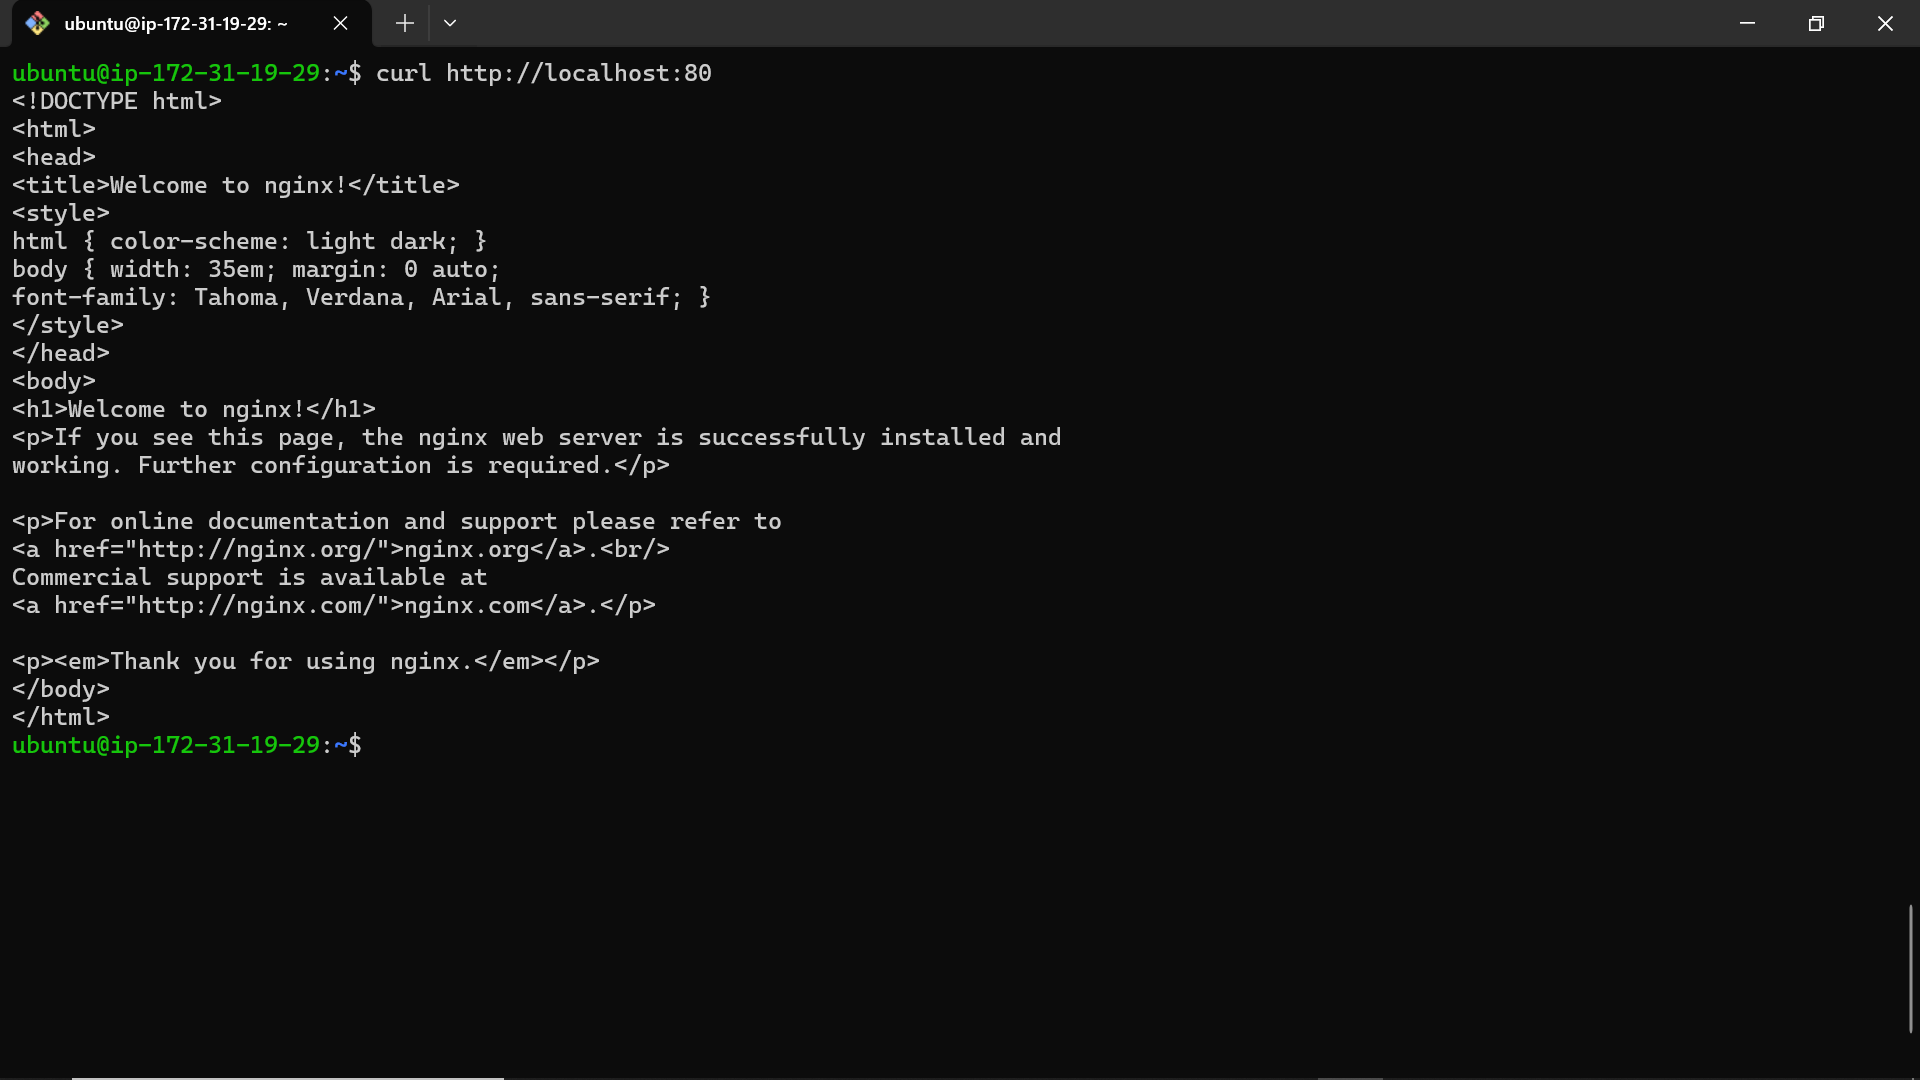 ubuntu@ip-172-31-19-29: ~
ubuntu@ip-172-31-19-29:~$ curl http://localhost:80
<!DOCTYPE html>
<html>
<head>
<title>Welcome to nginx!</title>
<style>
html { color-scheme: light dark; }
body { width: 35em; margin: 0 auto;
font-family: Tahoma, Verdana, Arial, sans-serif; }
</style>
</head>
<body>
<h1>Welcome to nginx!</h1>
<p>If you see this page, the nginx web server is successfully installed and
working. Further configuration is required.</p>

<p>For online documentation and support please refer to
<a href="http://nginx.org/">nginx.org</a>.<br/>
Commercial support is available at
<a href="http://nginx.com/">nginx.com</a>.</p>

<p><em>Thank you for using nginx.</em></p>
</body>
</html>
ubuntu@ip-172-31-19-29:~$